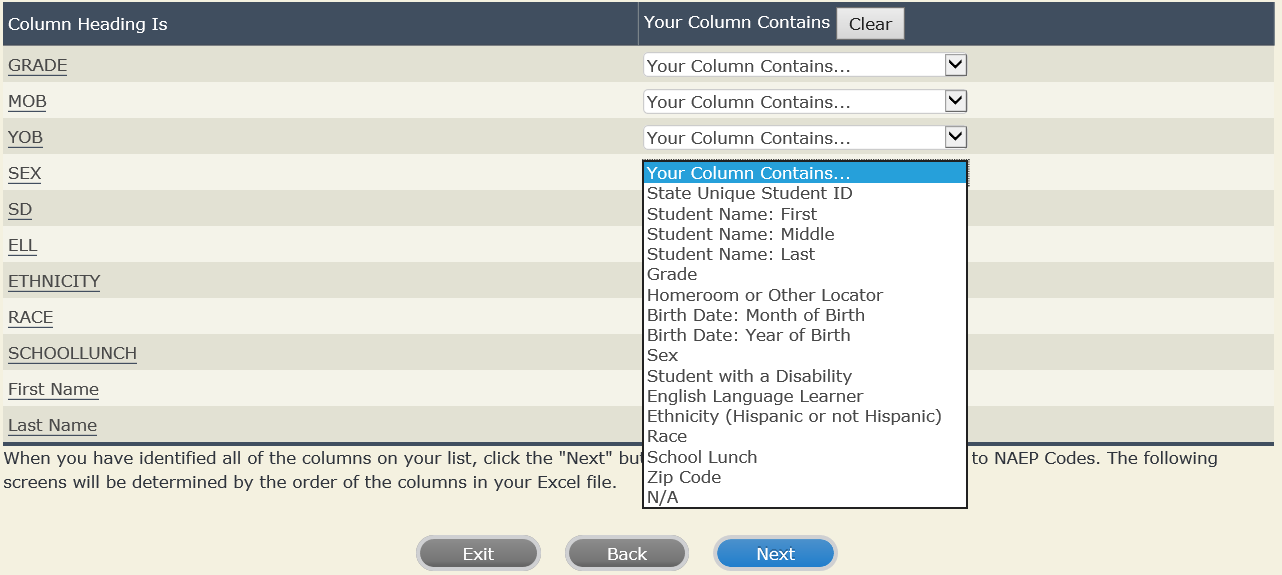 Column Heading Is
Your Column Contains Clear
GRADE
Your Column Contains...
MOB
Your Column Contains...
YOB
Your Column Contains...
SEX
SD
ELL
ETHNICITY
RACE
SCHOOLLUNCH
First Name
Last Name
Your Column Contains...
State Unique Student ID
Student Name: First
Student Name: Middle
Student Name: Last
Grade
Homeroom or Other Locator
Birth Date: Month of Birth
Birth Date: Year of Birth
Sex
Student with a Disability
English Language Learner
Ethnicity (Hispanic or not Hispanic)
Race
School Lunch
Zip Code
N/A
When you have identified all of the columns on your list, click the "Next" but to NAEP Codes. The following
screens will be determined by the order of the columns in your Excel file.
Exit Back Next